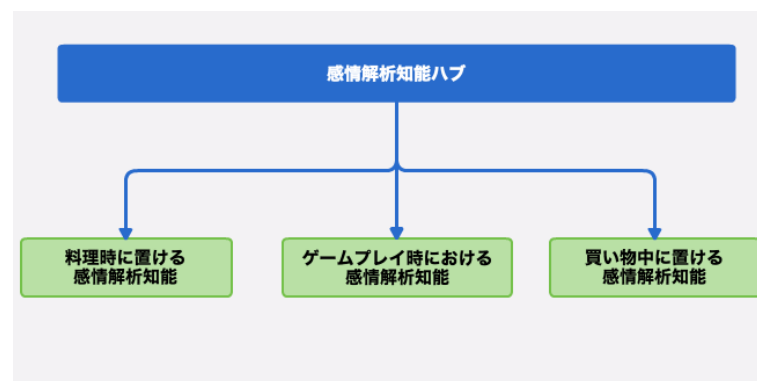 感情解析知能ハブ
料理時に置ける
感情解析知能
ゲームプレイ時における
感情解析知能
買い物中に置ける
感情解析知能